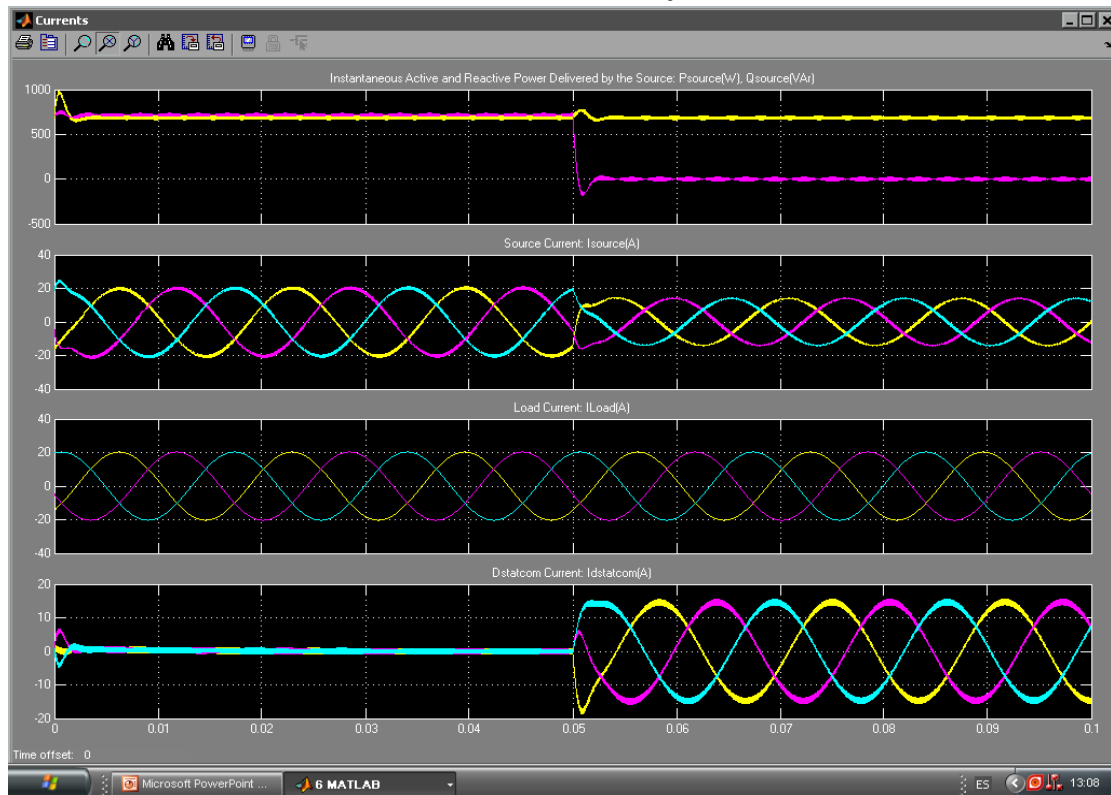 Currents
Instantaneous Active and Reactive Power Delivered by the Source: Psource(W), Qsource(VAr)
1000
500
0
-500
Source Current: Isource(A)
40
20
0
-20
-40
Load Current: ILoad(A)
40
20
0
-20
-40
Dstatcom Current: Idstatcom(A)
20
10
0
-10
-20
0 0.01 0.02 0.03 0.04 0.05 0.06 0.07 0.08 0.09 0.1
Time offset: 0
Microsoft PowerPoint ... 6 MATLAB ES 13:08